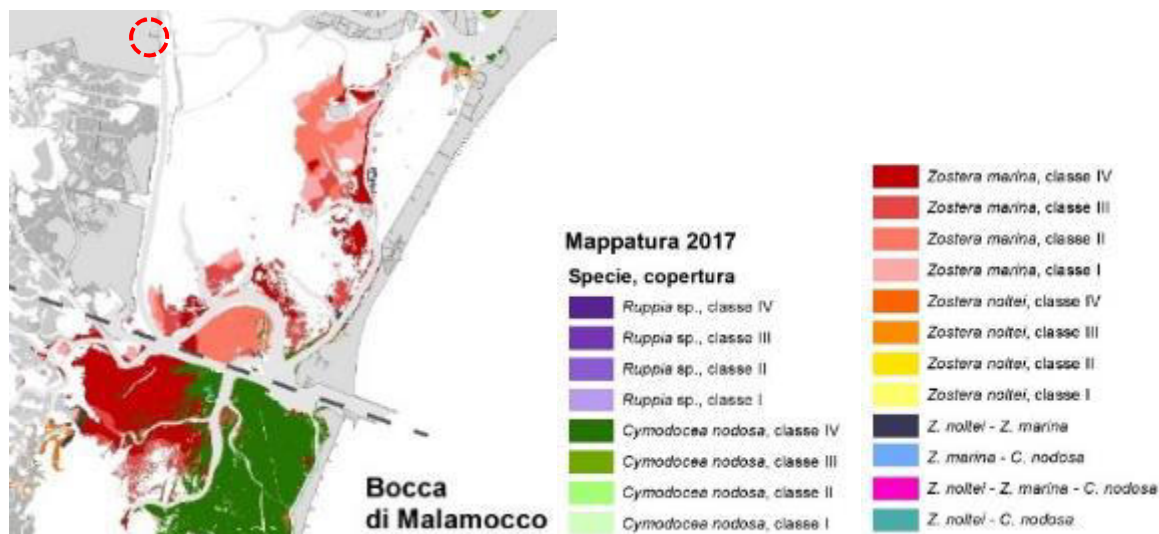 Bocca
di Malamocco
Mappatura 2017
Specie, copertura
Ruppia sp., classe IV
Ruppia sp., classe III
Ruppia sp., classe II
Ruppia sp., classe I
Cymodocea nodosa, classe IV
Cymodocea nodosa, classe III
Cymodocea nodosa, classe II
Cymodocea nodosa, classe I
Zostera marina, classe IV
Zostera marina, classe III
Zostera marina, classe II
Zostera marina, classe I
Zostera noltei, classe IV
Zostera noltei, classe III
Zostera noltei, classe II
Zostera noltei, classe I
Z. noltei - Z. marina
Z. marina - C. nodosa
Z. noltei - Z. marina - C. nodosa
Z. noltei - C. nodosa